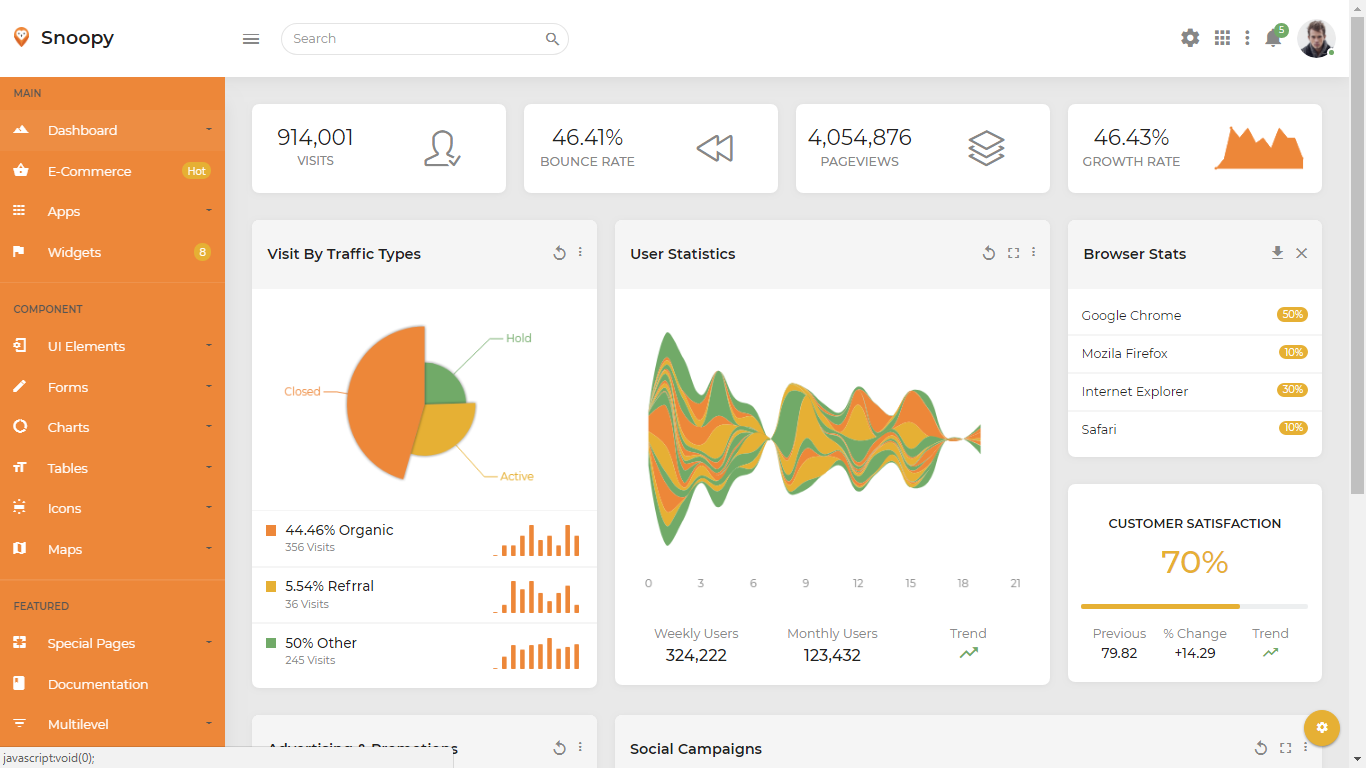 Snoopy
Search
5
MAIN
Dashboard
E-Commerce Hot
Apps
Widgets 8
COMPONENT
UI Elements
Forms
Charts
Tables
Icons
Maps
FEATURED
Special Pages
Documentation
Multilevel
javascript:void(0);
914,001
VISITS
46.41%
BOUNCE RATE
4,054,876
PAGEVIEWS
46.43%
GROWTH RATE
Visit By Traffic Types
Hold
Closed
Active
44.46% Organic
356 Visits
5.54% Refrral
36 Visits
50% Other
245 Visits
User Statistics
0 3 6 9 12 15 18 21
Weekly Users Monthly Users Trend
324,222 123,432
Browser Stats
Google Chrome 50%
Mozila Firefox 10%
Internet Explorer 30%
Safari 10%
CUSTOMER SATISFACTION
70%
Previous % Change Trend
79.82 +14.29
Advertising & Promotions
Social Campaigns